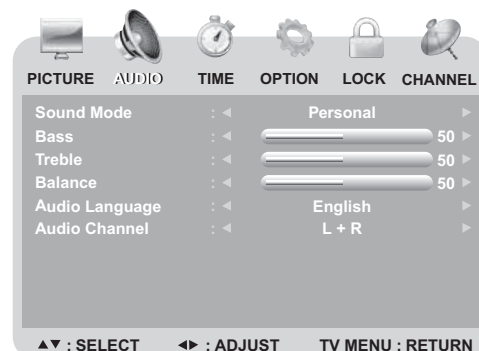 PICTURE AUDIO TIME OPTION LOCK CHANNEL
Sound Mode : ◄ Personal ►
Bass : ◄ 50 ►
Treble : ◄ 50 ►
Balance : ◄ 50 ►
Audio Language : ◄ English ►
Audio Channel : ◄ L + R ►
▲▼ : SELECT ◄► : ADJUST TV MENU : RETURN